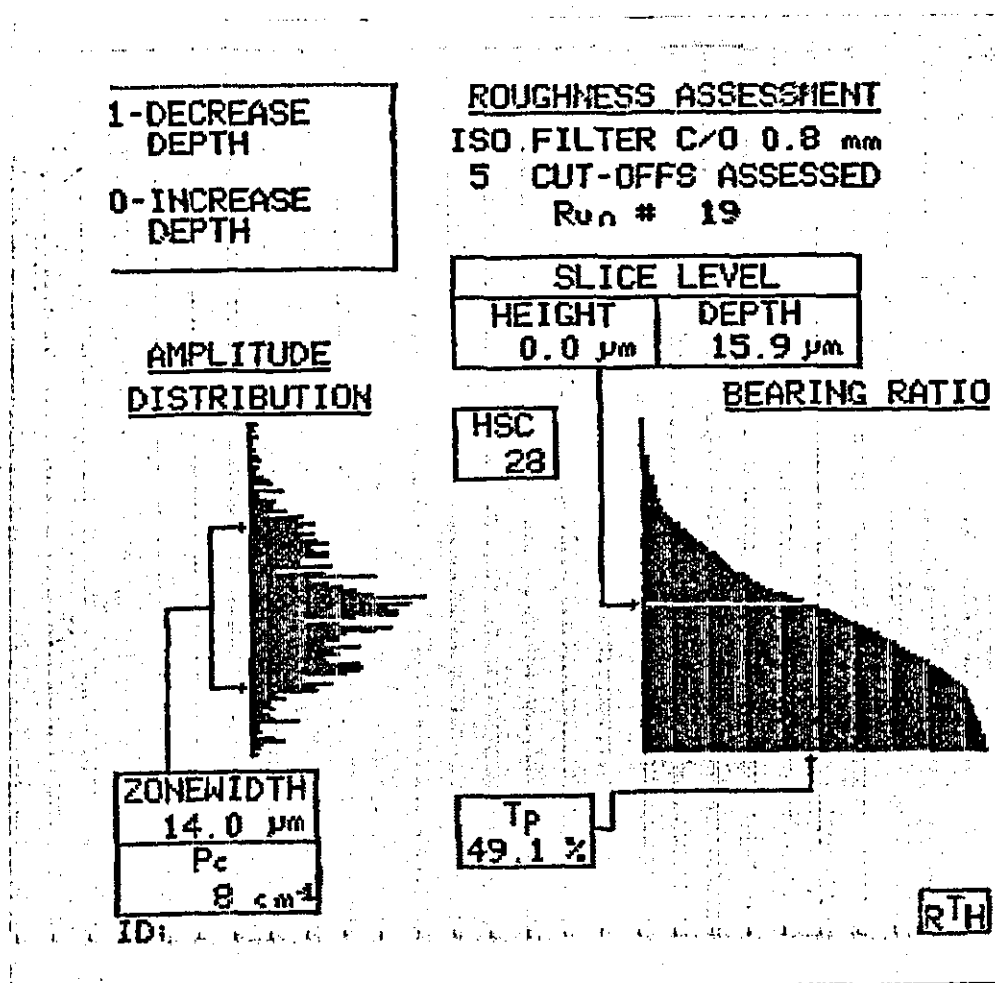 1-DECREASE
DEPTH
0-INCREASE
DEPTH
ROUGHNESS ASSESSMENT
ISO FILTER C/O 0.8 mm
5 CUT-OFFS ASSESSED
Run # 19
SLICE LEVEL
HEIGHT DEPTH
0.0 µm 15.9 µm
AMPLITUDE
DISTRIBUTION
HSC
28
BEARING RATIO
ZONEWIDTH
14.0 µm
Pc
8 cm⁻¹
Tp
49.1 %
ID:
RTH